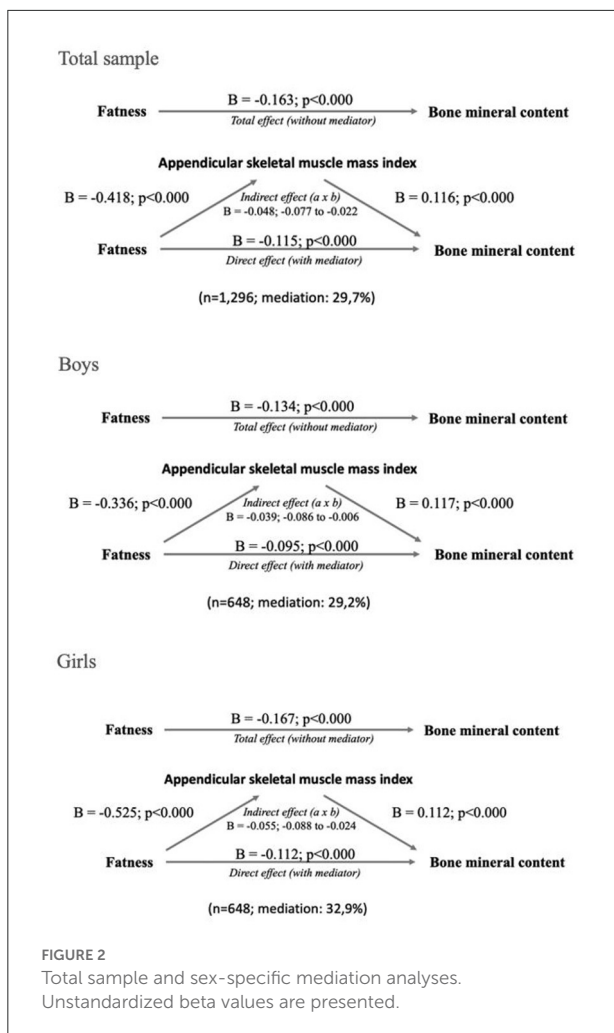 Total sample
B = -0.163; p<0.000
Fatness
Bone mineral content
Total effect (without mediator)
Appendicular skeletal muscle mass index
B = -0.418; p<0.000
Indirect effect (a x b)
B = 0.116; p<0.000
B = -0.048; -0.077 to -0.022
B = -0.115; p<0.000
Fatness
Bone mineral content
Direct effect (with mediator)
(n=1,296; mediation: 29,7%)
Boys
B = -0.134; p<0.000
Fatness
Bone mineral content
Total effect (without mediator)
Appendicular skeletal muscle mass index
B = -0.336; p<0.000
Indirect effect (a x b)
B = 0.117; p<0.000
B = -0.039; -0.086 to -0.006
B = -0.095; p<0.000
Fatness
Bone mineral content
Direct effect (with mediator)
(n=648; mediation: 29,2%)
Girls
B = -0.167; p<0.000
Fatness
Bone mineral content
Total effect (without mediator)
Appendicular skeletal muscle mass index
B = -0.525; p<0.000
Indirect effect (a x b)
B = 0.112; p<0.000
B = -0.055; -0.088 to -0.024
B = -0.112; p<0.000
Fatness
Bone mineral content
Direct effect (with mediator)
(n=648; mediation: 32,9%)
FIGURE 2
Total sample and sex-specific mediation analyses.
Unstandardized beta values are presented.